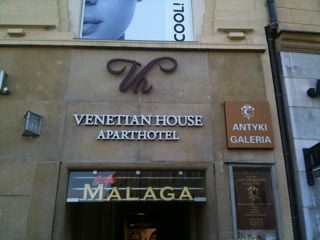 COOL!
Vh
VENETIAN HOUSE
APARTHOTEL
C
ANTYKI
GALERIA
MALAGA